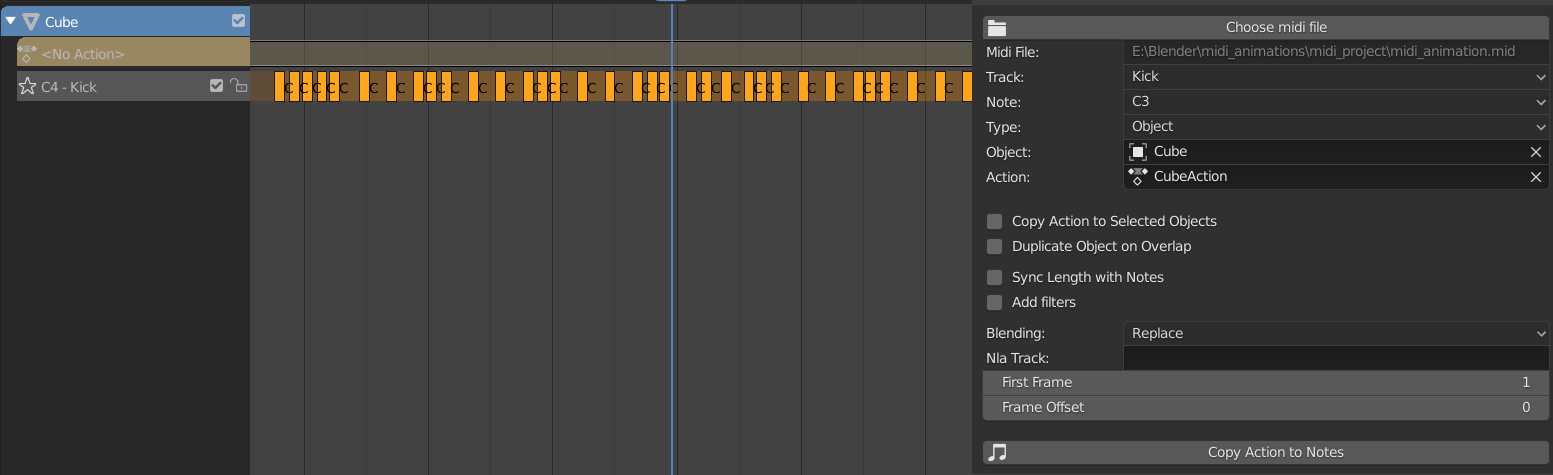 Cube
<No Action>
C4 - Kick
C C C C C C C C C C C C C C C C C C C C C C C C C C C C C C C C
Choose midi file
Midi File: E:\Blender\midi_animations\midi_project\midi_animation.mid
Track: Kick
Note: C3
Type: Object
Object: Cube
Action: CubeAction
Copy Action to Selected Objects
Duplicate Object on Overlap
Sync Length with Notes
Add filters
Blending: Replace
Nla Track:
First Frame 1
Frame Offset 0
Copy Action to Notes